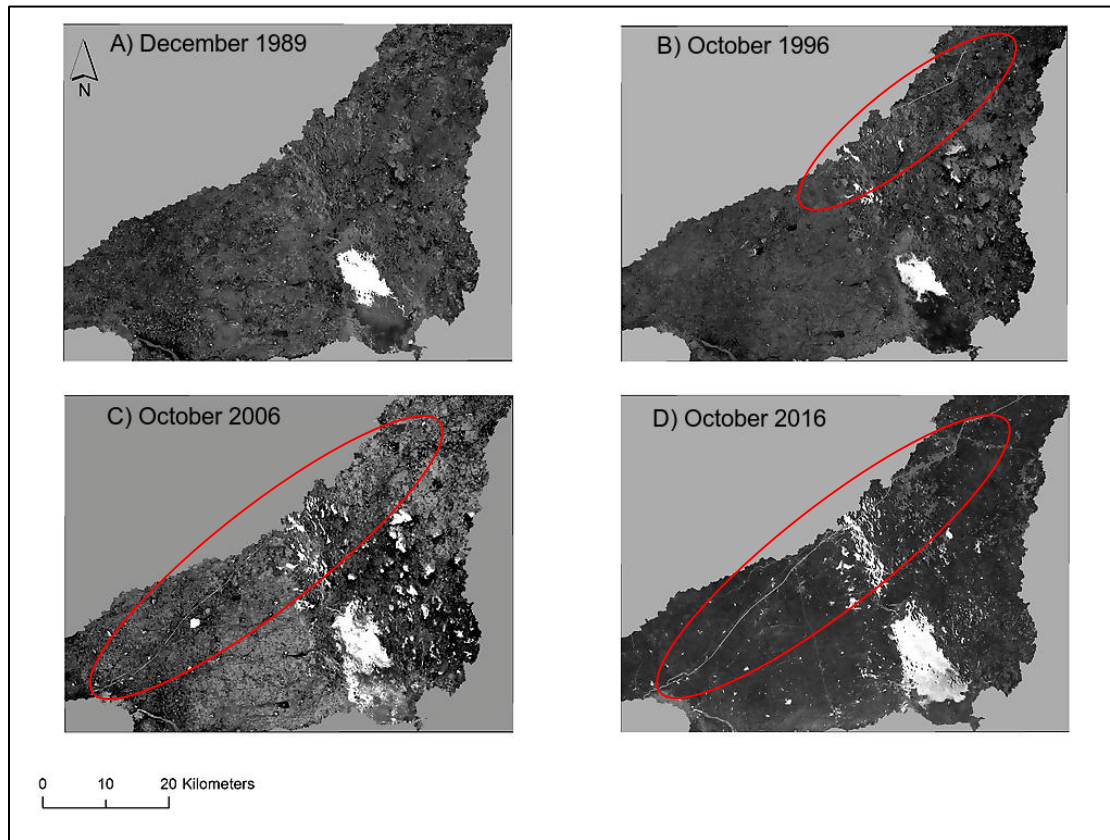 A) December 1989
B) October 1996
N
C) October 2006
D) October 2016
0 10 20 Kilometers